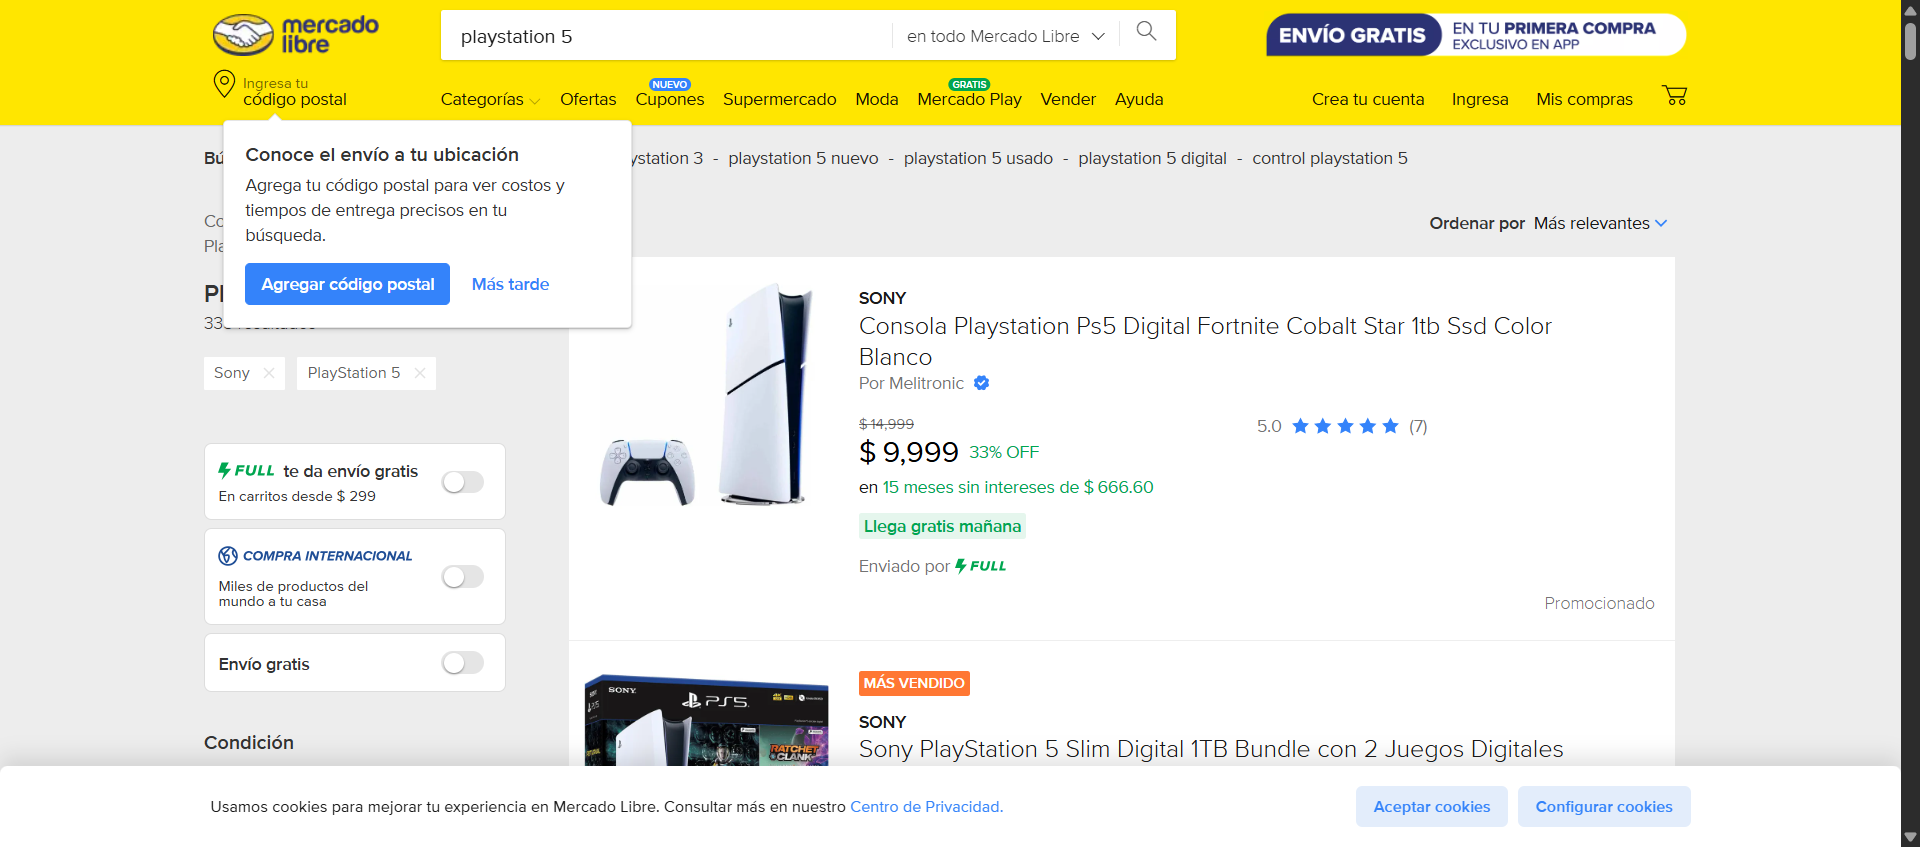 mercado
libre
playstation 5
en todo Mercado Libre
ENVÍO GRATIS
EN TU PRIMERA COMPRA
EXCLUSIVO EN APP
Ingresa tu
código postal
Categorías
Ofertas
NUEVO
Cupones
Supermercado
Moda
GRATIS
Mercado Play
Vender
Ayuda
Crea tu cuenta
Ingresa
Mis compras
Conoce el envío a tu ubicación
Agrega tu código postal para ver costos y
tiempos de entrega precisos en tu
búsqueda.
Agregar código postal
Más tarde
3 - playstation 5 nuevo - playstation 5 usado - playstation 5 digital - control playstation 5
Ordenar por Más relevantes
Sony
PlayStation 5
FULL te da envío gratis
En carritos desde $ 299
COMPRA INTERNACIONAL
Miles de productos del
mundo a tu casa
Envío gratis
Condición
SONY
Consola Playstation Ps5 Digital Fortnite Cobalt Star 1tb Ssd Color
Blanco
Por Melitronic
$ 14,999
$ 9,999 33% OFF
5.0 (7)
en 15 meses sin intereses de $ 666.60
Llega gratis mañana
Enviado por FULL
Promocionado
SONY
PS5
RATCHET
CLANK
MÁS VENDIDO
SONY
Sony PlayStation 5 Slim Digital 1TB Bundle con 2 Juegos Digitales
Usamos cookies para mejorar tu experiencia en Mercado Libre. Consultar más en nuestro Centro de Privacidad.
Aceptar cookies
Configurar cookies